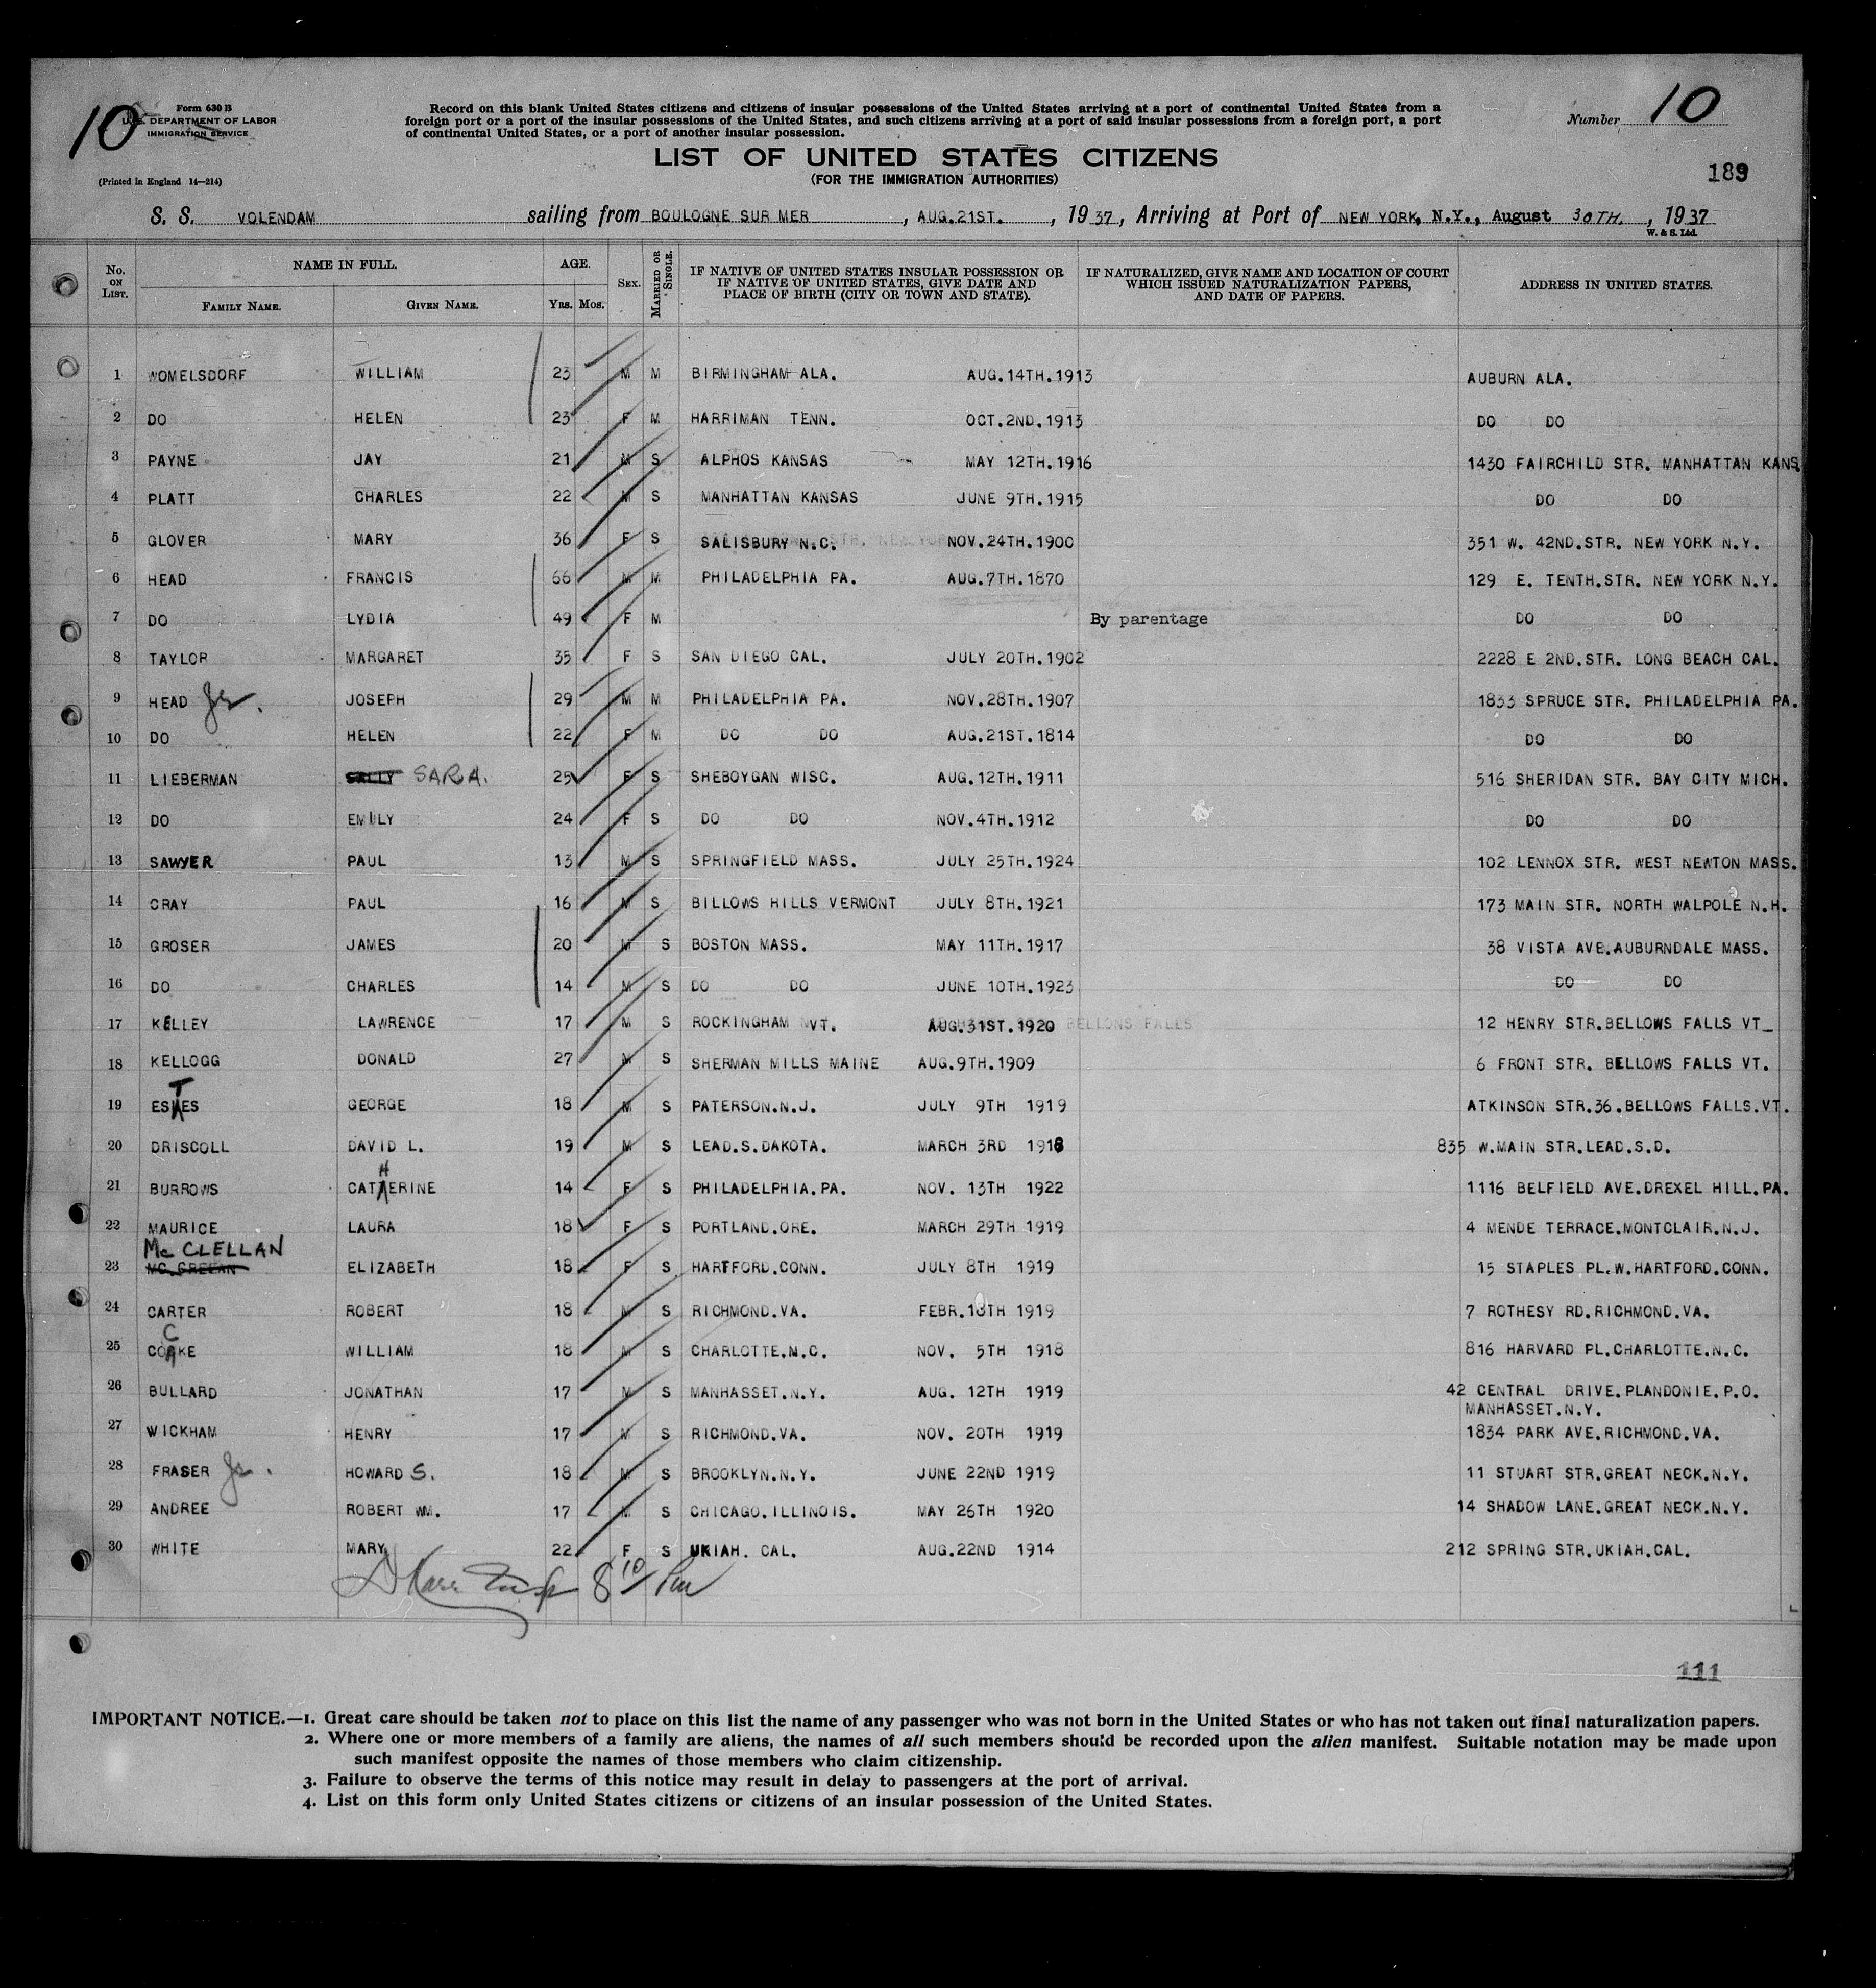 10
Form 630 B
U.S. DEPARTMENT OF LABOR
IMMIGRATION SERVICE
(Printed in England 14—214)
Record on this blank United States citizens and citizens of insular possessions of the United States arriving at a port of continental United States from a
foreign port or a port of the insular possessions of the United States, and such citizens arriving at a port of said insular possessions from a foreign port, a port
of continental United States, or a port of another insular possession.
Number 10
LIST OF UNITED STATES CITIZENS
(FOR THE IMMIGRATION AUTHORITIES)
189
S. S. VOLENDAM sailing from BOULOGNE SUR MER, AUG.21ST., 1937, Arriving at Port of NEW YORK, N.Y., August 30TH., 1937
W. & S. Ltd.
No. ON LIST. NAME IN FULL. FAMILY NAME. GIVEN NAME. AGE. YRS. MOS. SEX. MARRIED OR SINGLE. IF NATIVE OF UNITED STATES INSULAR POSSESSION OR IF NATIVE OF UNITED STATES, GIVE DATE AND PLACE OF BIRTH (CITY OR TOWN AND STATE). IF NATURALIZED, GIVE NAME AND LOCATION OF COURT WHICH ISSUED NATURALIZATION PAPERS, AND DATE OF PAPERS. ADDRESS IN UNITED STATES.
1 WOMELSDORF WILLIAM 23 M M BIRMINGHAM ALA. AUG.14TH.1913 AUBURN ALA.
2 DO HELEN 23 F M HARRIMAN TENN. OCT.2ND.1913 DO DO
3 PAYNE JAY 21 M S ALPHOS KANSAS MAY 12TH.1916 1430 FAIRCHILD STR. MANHATTAN KANS
4 PLATT CHARLES 22 M S MANHATTAN KANSAS JUNE 9TH.1915 DO DO
5 GLOVER MARY 36 F S SALISBURY N.C. NOV.24TH.1900 351 W. 42ND.STR. NEW YORK N.Y.
6 HEAD FRANCIS 66 M M PHILADELPHIA PA. AUG.7TH.1870 129 E. TENTH.STR. NEW YORK N.Y.
7 DO LYDIA 49 F M By parentage DO DO
8 TAYLOR MARGARET 35 F S SAN DIEGO CAL. JULY 20TH.1902 2228 E 2ND.STR. LONG BEACH CAL.
9 HEAD Jr. JOSEPH 29 M M PHILADELPHIA PA. NOV.28TH.1907 1833 SPRUCE STR. PHILADELPHIA PA.
10 DO HELEN 22 F M DO DO AUG.21ST.1814 DO DO
11 LIEBERMAN SALLY SARA. 25 F S SHEBOYGAN WISC. AUG.12TH.1911 516 SHERIDAN STR. BAY CITY MICH.
12 DO EMILY 24 F S DO DO NOV.4TH.1912 DO DO
13 SAWYER PAUL 13 M S SPRINGFIELD MASS. JULY 25TH.1924 102 LENNOX STR. WEST NEWTON MASS.
14 CRAY PAUL 16 M S BILLOWS HILLS VERMONT JULY 8TH.1921 173 MAIN STR. NORTH WALPOLE N.H.
15 GROSER JAMES 20 M S BOSTON MASS. MAY 11TH.1917 38 VISTA AVE.AUBURNDALE MASS.
16 DO CHARLES 14 M S DO DO JUNE 10TH.1923 DO DO
17 KELLEY LAWRENCE 17 M S ROCKINGHAM VT. AUG.31ST.1920 BELLONS FALLS 12 HENRY STR.BELLOWS FALLS VT_
18 KELLOGG DONALD 27 M S SHERMAN MILLS MAINE AUG.9TH.1909 6 FRONT STR. BELLOWS FALLS VT.
19 ESTES GEORGE 18 M S PATERSON.N.J. JULY 9TH 1919 ATKINSON STR.36.BELLOWS FALLS.VT.
20 DRISCOLL DAVID L. 19 M S LEAD.S.DAKOTA. MARCH 3RD 1918 835 W.MAIN STR.LEAD.S.D.
21 BURROWS CATHERINE 14 F S PHILADELPHIA.PA. NOV. 13TH 1922 1116 BELFIELD AVE.DREXEL HILL.PA.
22 MAURICE LAURA 18 F S PORTLAND.ORE. MARCH 29TH 1919 4 MENDE TERRACE.MONTCLAIR.N.J.
Mc CLELLAN
23 ELIZABETH 18 F S HARTFORD.CONN. JULY 8TH 1919 15 STAPLES PL.W.HARTFORD.CONN.
24 CARTER ROBERT 18 M S RICHMOND.VA. FEBR.18TH 1919 7 ROTHESY RD.RICHMOND.VA.
25 COCKE WILLIAM 18 M S CHARLOTTE.N.C. NOV. 5TH 1918 816 HARVARD PL.CHARLOTTE.N.C.
26 BULLARD JONATHAN 17 M S MANHASSET.N.Y. AUG. 12TH 1919 42 CENTRAL DRIVE.PLANDONIE.P.O.
MANHASSET.N.Y.
27 WICKHAM HENRY 17 M S RICHMOND.VA. NOV. 20TH 1919 1834 PARK AVE.RICHMOND.VA.
28 FRASER Jr. HOWARD S. 18 M S BROOKLYN.N.Y. JUNE 22ND 1919 11 STUART STR.GREAT NECK.N.Y.
29 ANDREE ROBERT WM. 17 M S CHICAGO.ILLINOIS. MAY 26TH 1920 14 SHADOW LANE.GREAT NECK.N.Y.
30 WHITE MARY 22 F S UKIAH. CAL. AUG.22ND 1914 212 SPRING STR.UKIAH.CAL.
8 10 PM
111
IMPORTANT NOTICE.—1. Great care should be taken not to place on this list the name of any passenger who was not born in the United States or who has not taken out final naturalization papers.
2. Where one or more members of a family are aliens, the names of all such members should be recorded upon the alien manifest. Suitable notation may be made upon
such manifest opposite the names of those members who claim citizenship.
3. Failure to observe the terms of this notice may result in delay to passengers at the port of arrival.
4. List on this form only United States citizens or citizens of an insular possession of the United States.